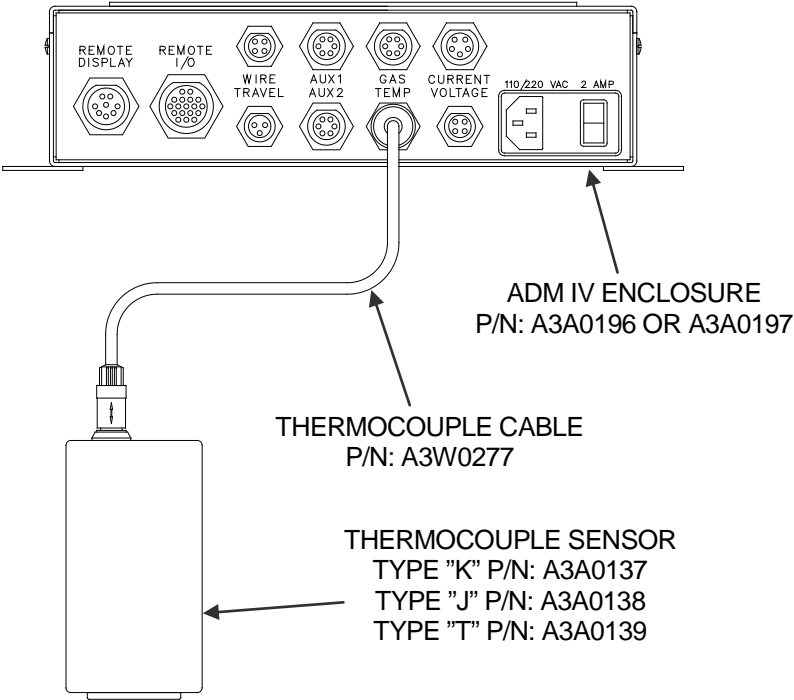 REMOTE
DISPLAY
REMOTE
I/O
WIRE
TRAVEL
AUX1
AUX2
GAS
TEMP
CURRENT
VOLTAGE
110/220 VAC 2 AMP
ADM IV ENCLOSURE
P/N: A3A0196 OR A3A0197
THERMOCOUPLE CABLE
P/N: A3W0277
THERMOCOUPLE SENSOR
TYPE ”K” P/N: A3A0137
TYPE ”J” P/N: A3A0138
TYPE ”T” P/N: A3A0139